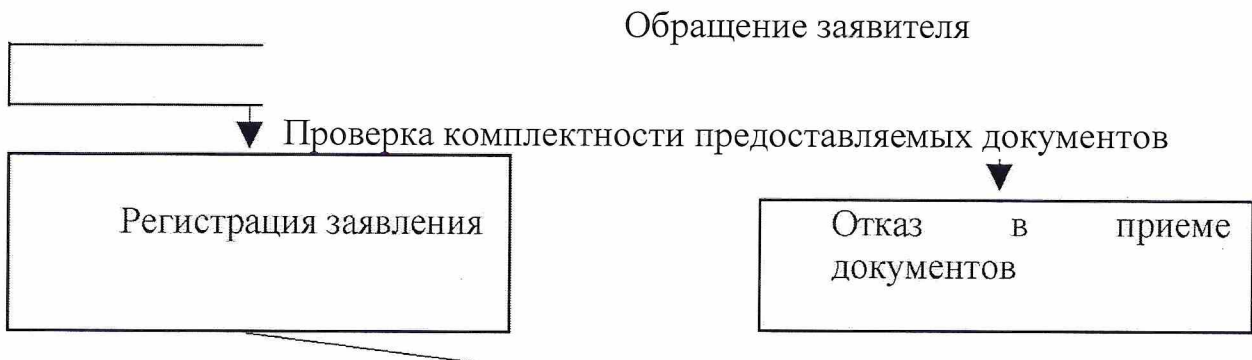 Обращение заявителя
Проверка комплектности предоставляемых документов
Регистрация заявления
Отказ в приеме
документов